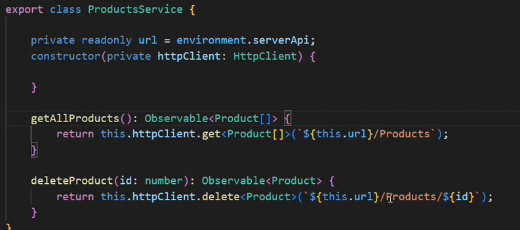 export class ProductsService {
private readonly url = environment.serverApi;
constructor(private httpClient: HttpClient) {
}
getAllProducts(): Observable<Product[]> {
return this.httpClient.get<Product[]>(`${this.url}/Products`);
}
deleteProduct(id: number): Observable<Product> {
return this.httpClient.delete<Product>(`${this.url}/Products/${id}`);
}
}